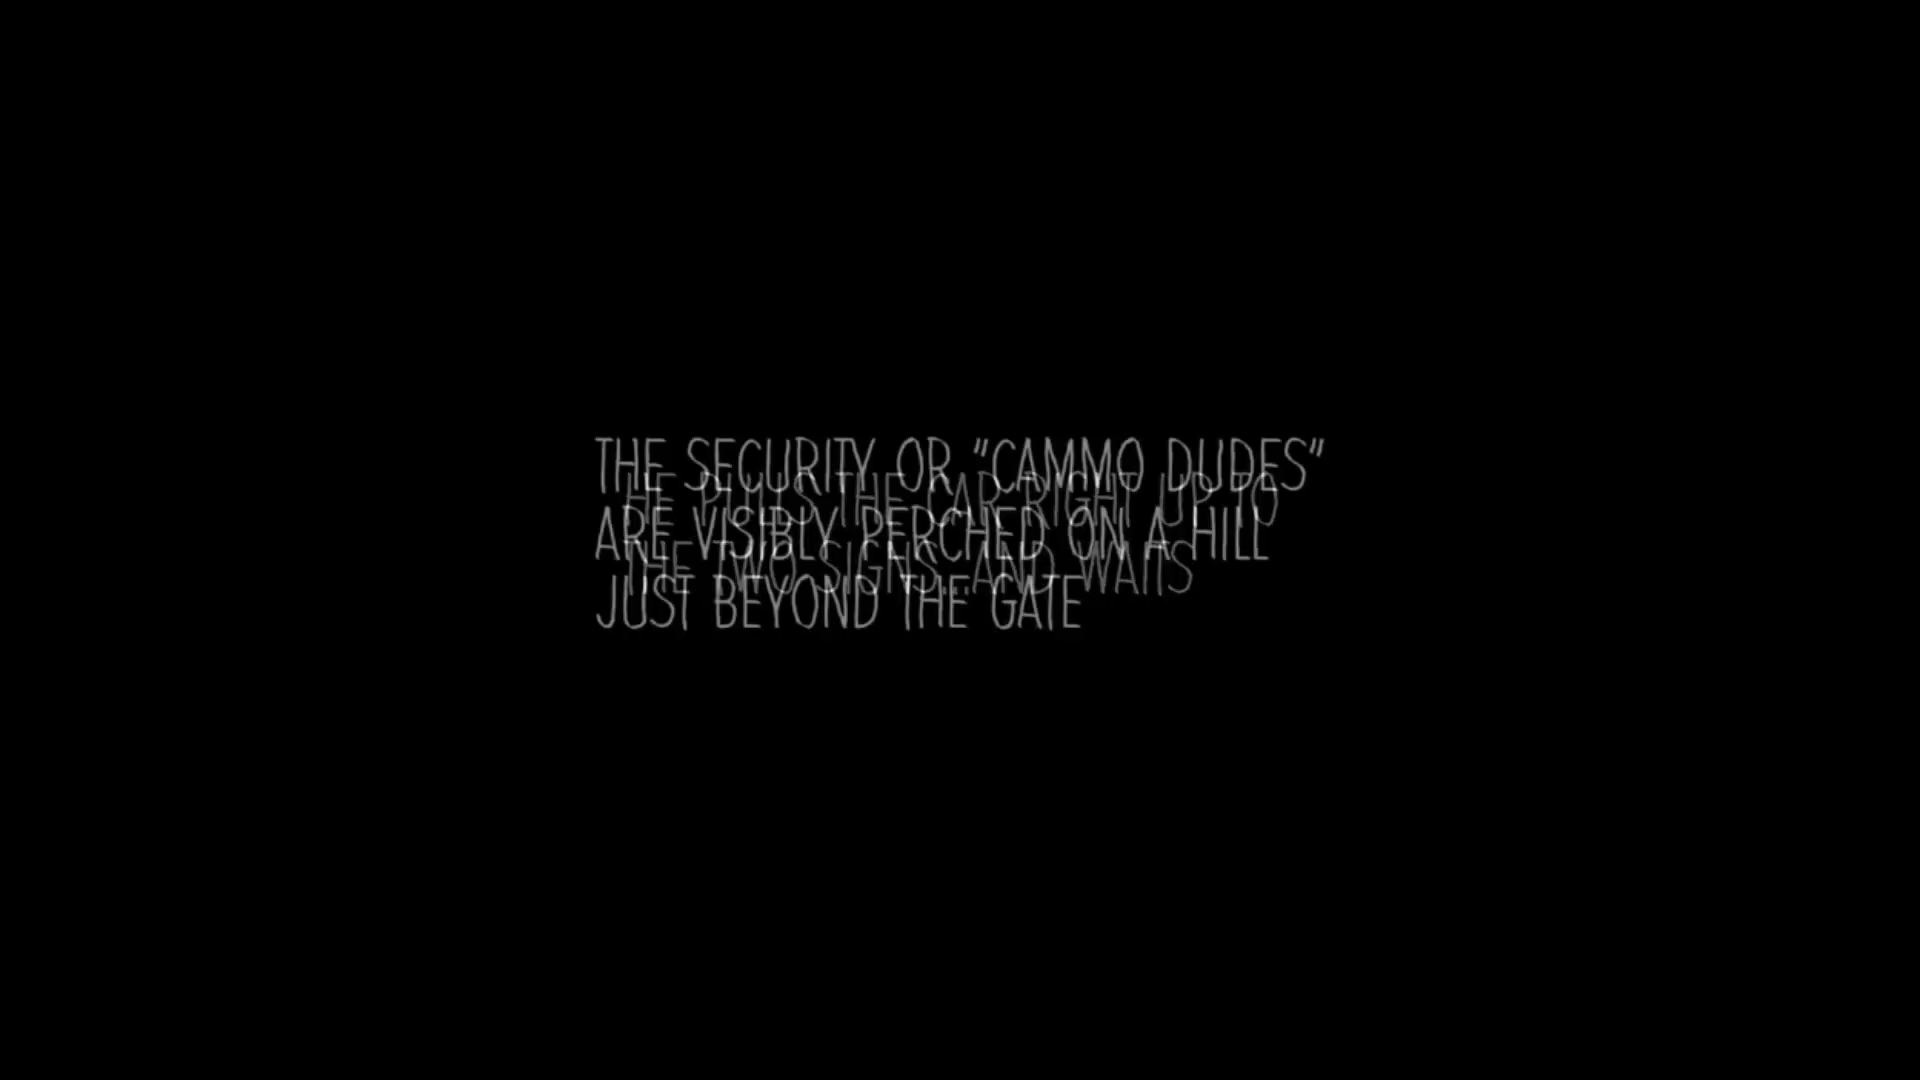 THE SECURITY OR "CAMMO DUDES"
ARE VISIBLY PERCHED ON A HILL
JUST BEYOND THE GATE
HE PULLS THE CAR RIGHT UP TO
THE TWO SIGNS...AND WAITS